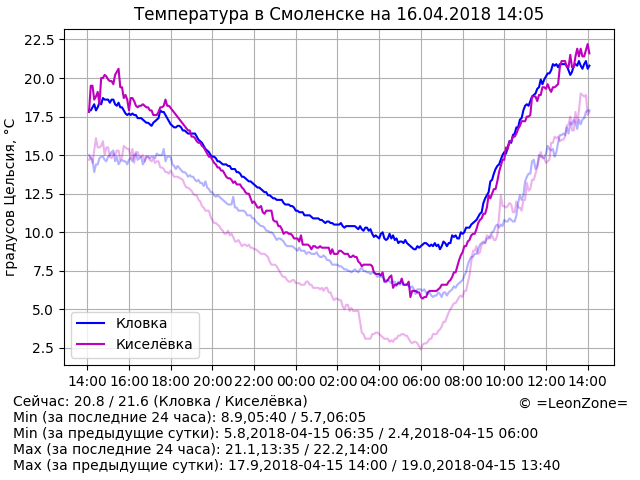 Температура в Смоленске на 16.04.2018 14:05
градусов Цельсия, °C
22.5
20.0
17.5
15.0
12.5
10.0
7.5
5.0
2.5
Кловка
Киселёвка
14:00 16:00 18:00 20:00 22:00 00:00 02:00 04:00 06:00 08:00 10:00 12:00 14:00
Сейчас: 20.8 / 21.6 (Кловка / Киселёвка)
© =LeonZone=
Min (за последние 24 часа): 8.9,05:40 / 5.7,06:05
Min (за предыдущие сутки): 5.8,2018-04-15 06:35 / 2.4,2018-04-15 06:00
Max (за последние 24 часа): 21.1,13:35 / 22.2,14:00
Max (за предыдущие сутки): 17.9,2018-04-15 14:00 / 19.0,2018-04-15 13:40